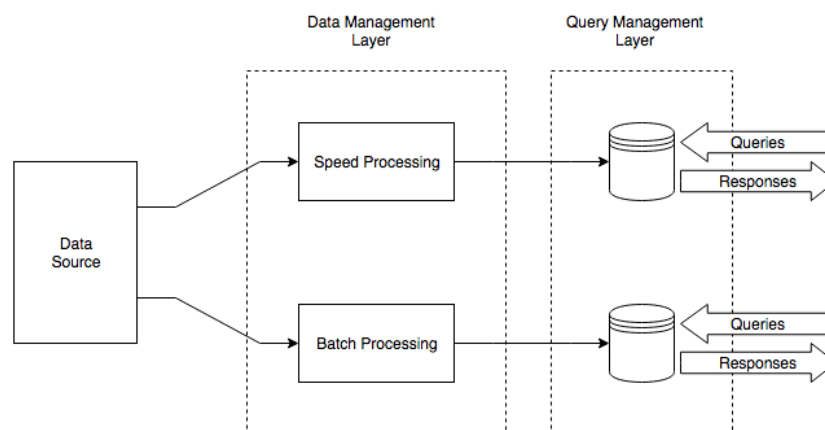 Data Management
Layer
Query Management
Layer
Data
Source
Speed Processing
Queries
Responses
Batch Processing
Queries
Responses